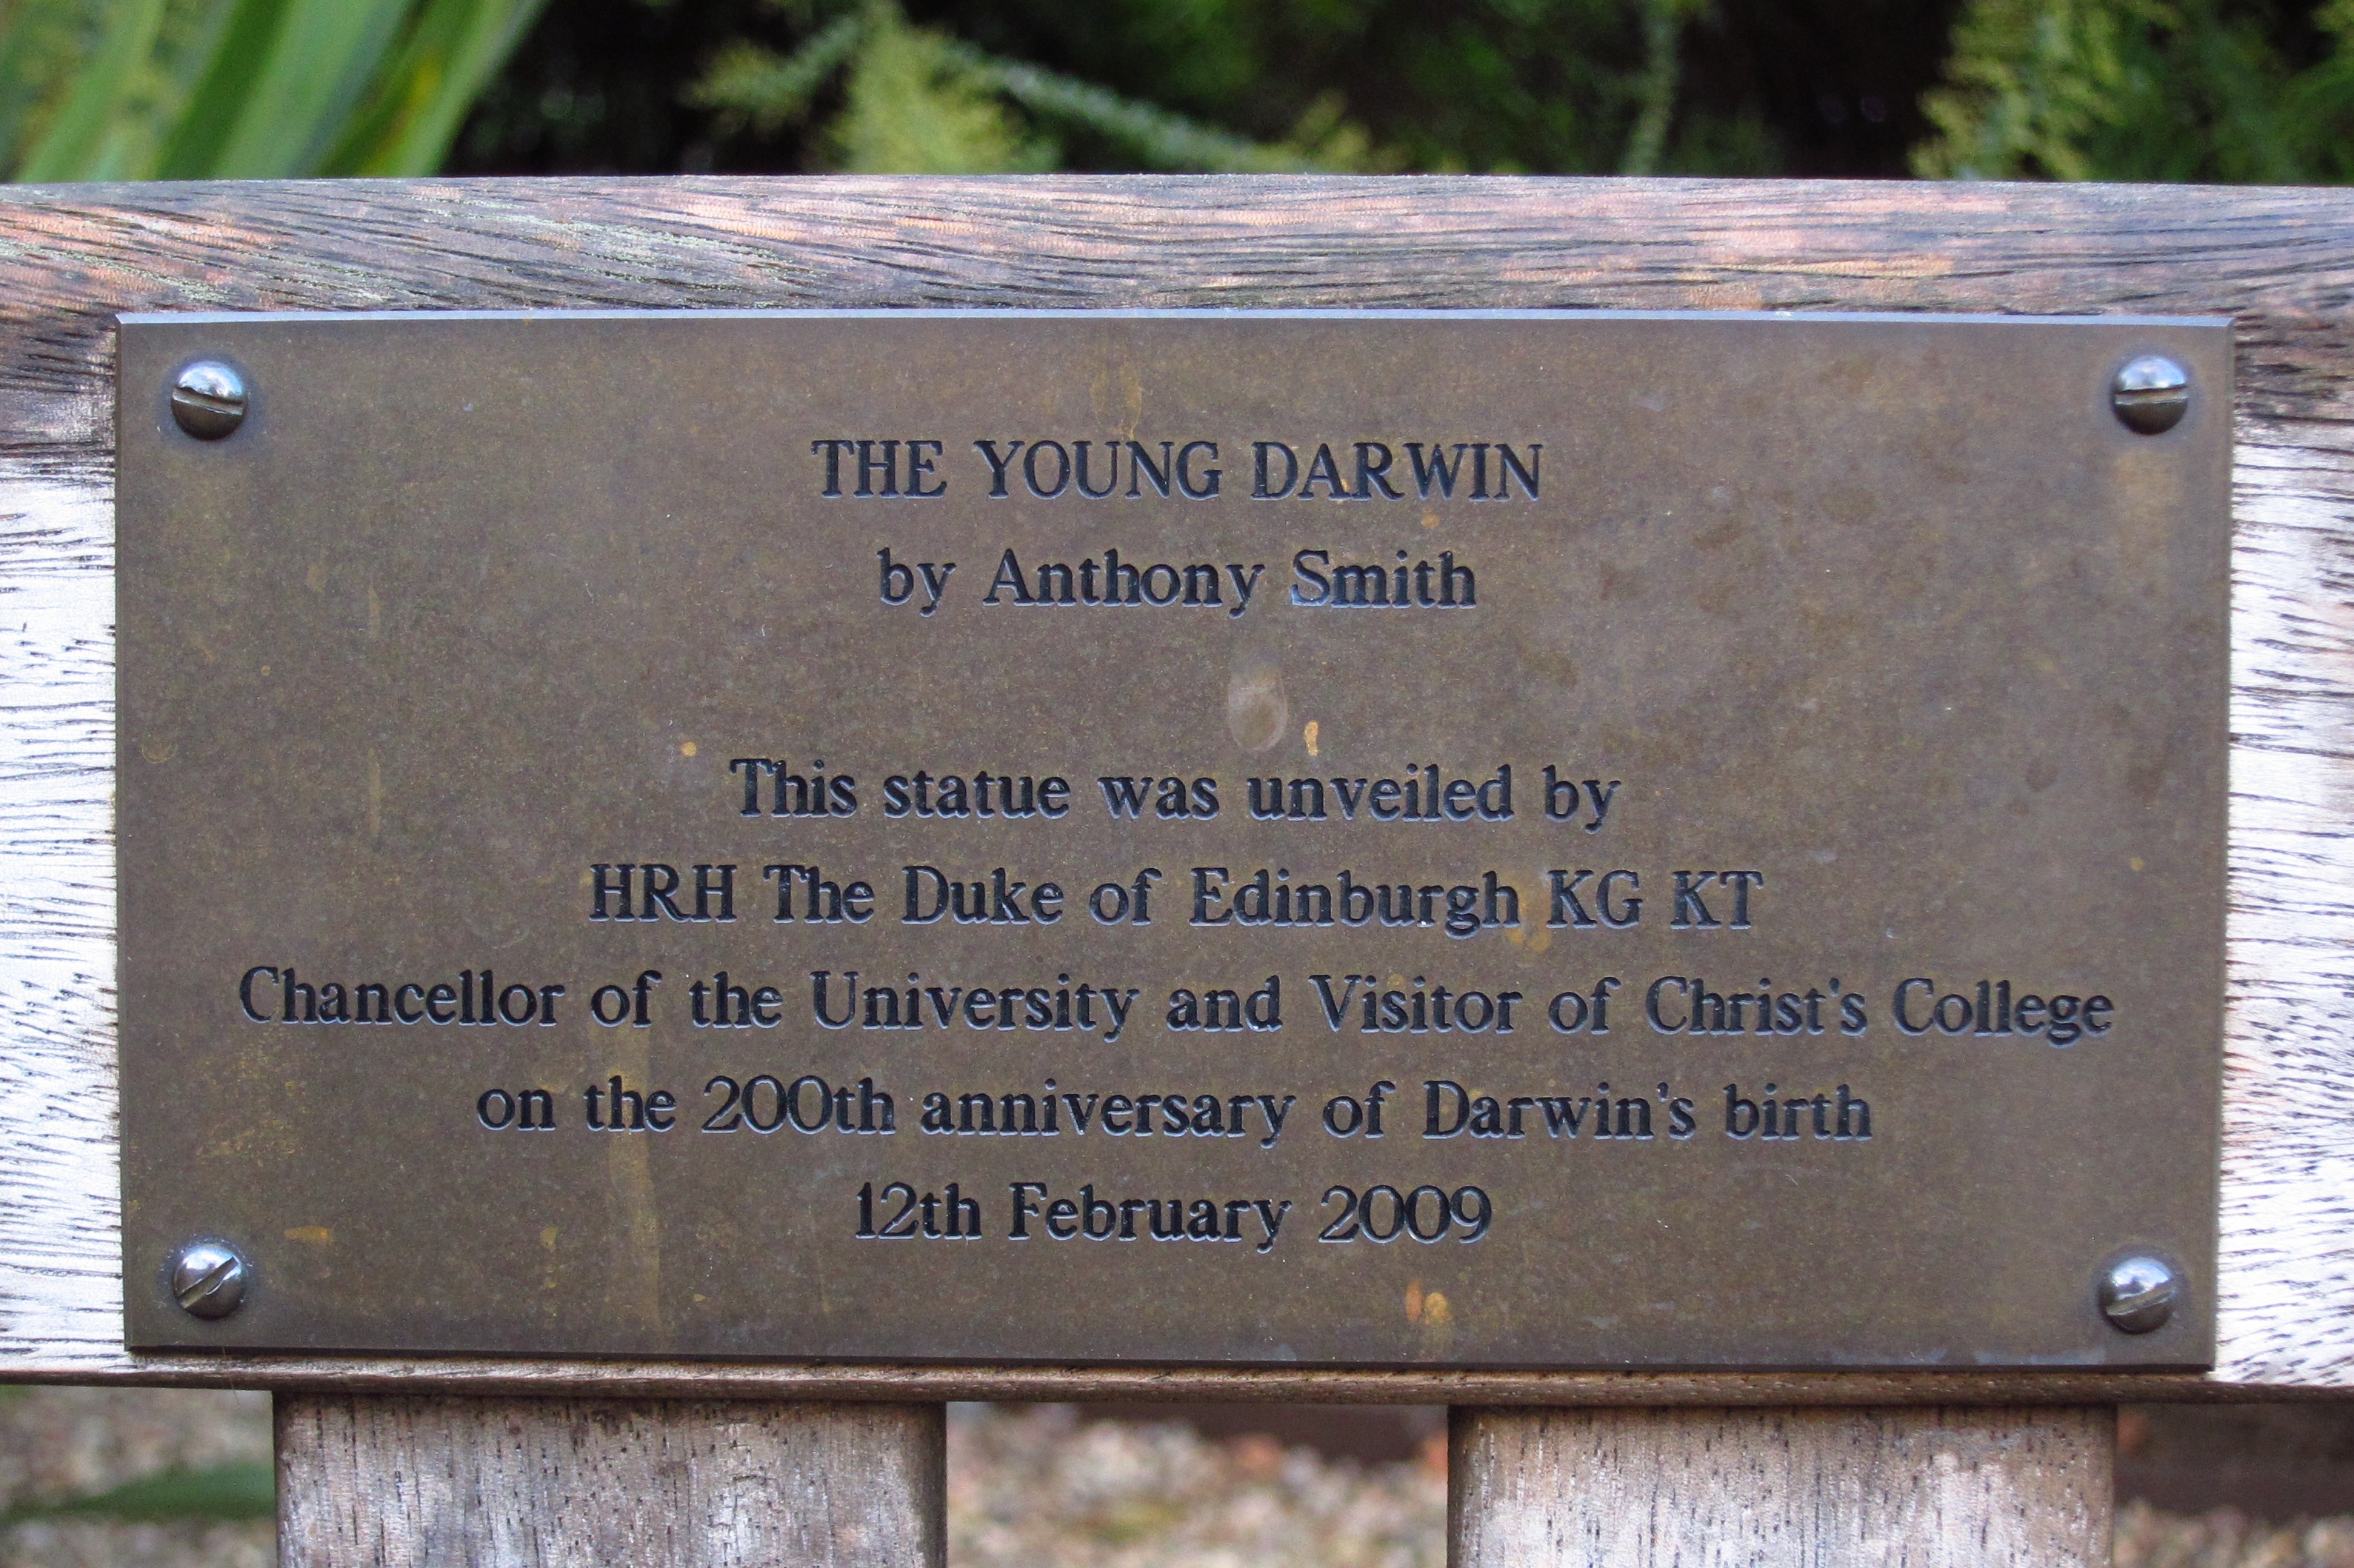 THE YOUNG DARWIN
by Anthony Smith
This statue was unveiled by
HRH The Duke of Edinburgh KG KT
Chancellor of the University and Visitor of Christ's College
on the 200th anniversary of Darwin's birth
12th February 2009